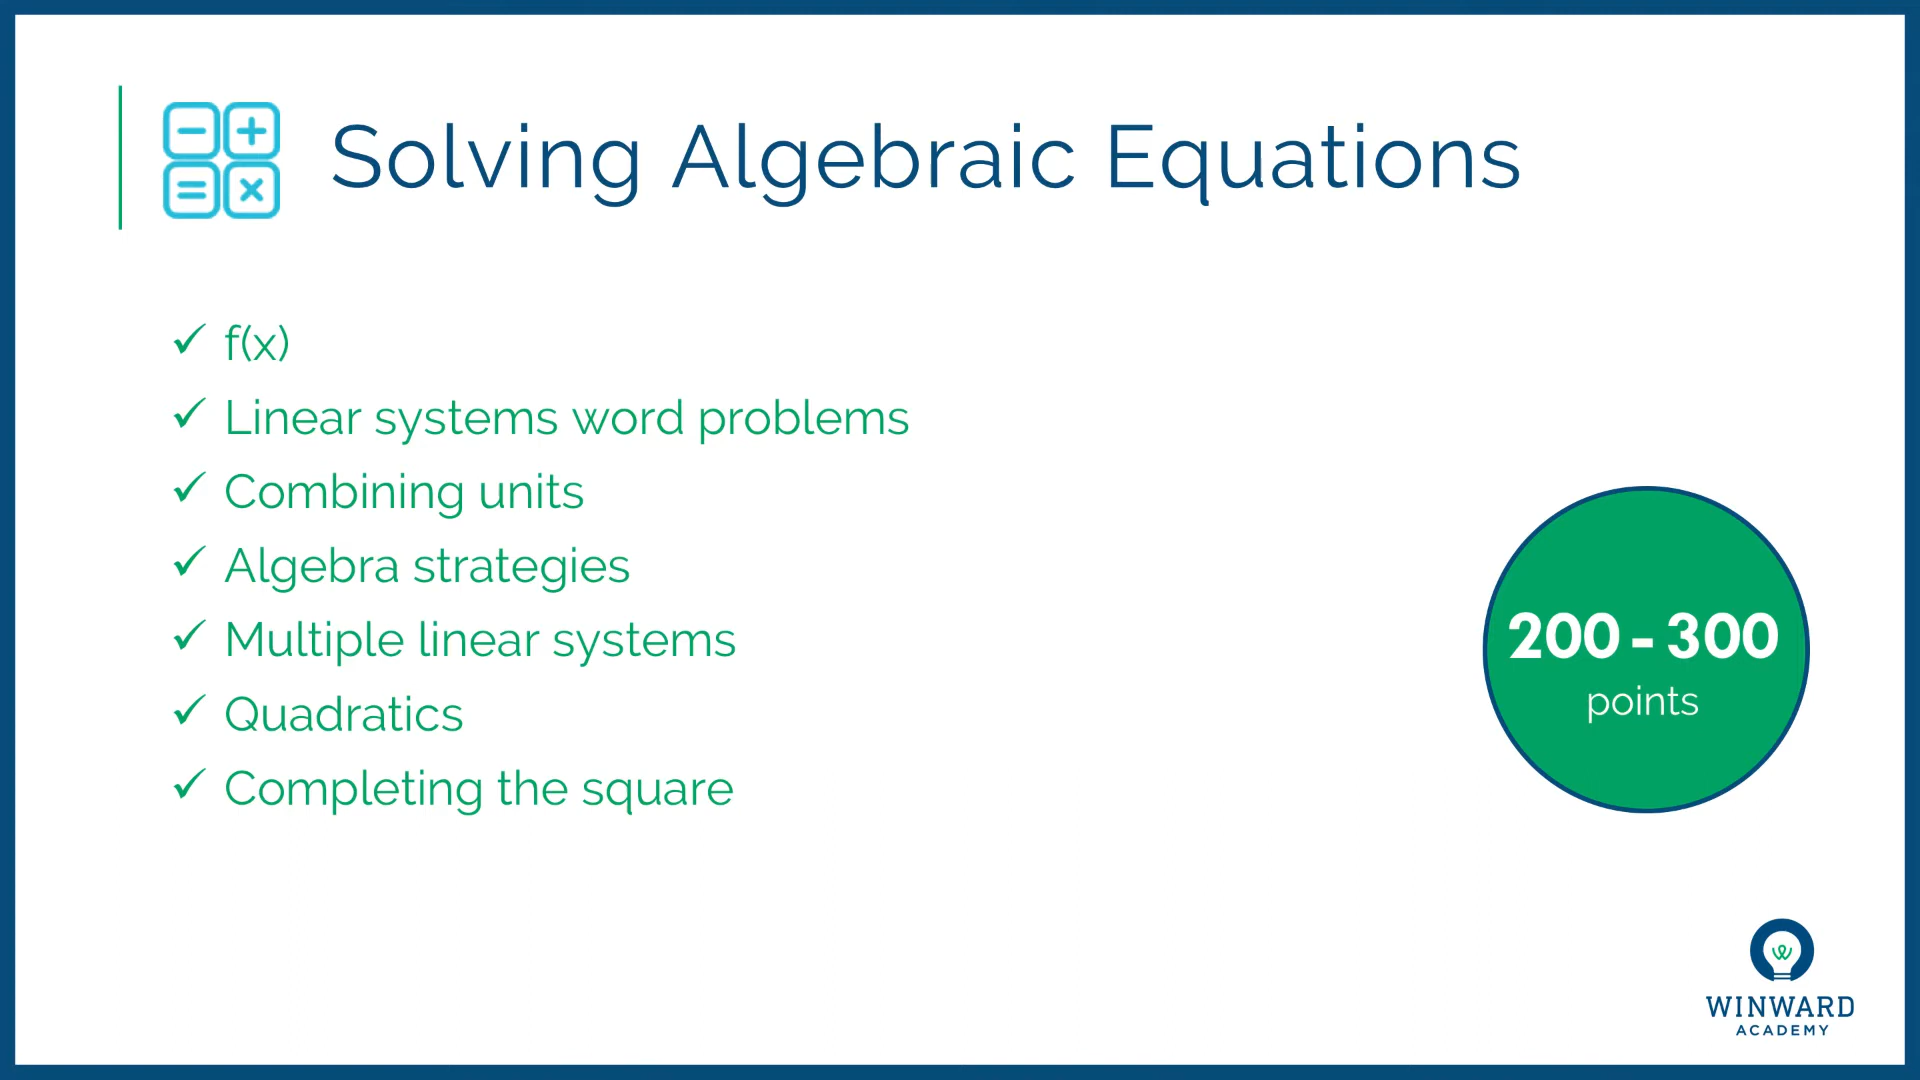 Solving Algebraic Equations
✓ f(x)
✓ Linear systems word problems
✓ Combining units
✓ Algebra strategies
✓ Multiple linear systems
✓ Quadratics
✓ Completing the square
200 - 300
points
WINWARD
ACADEMY